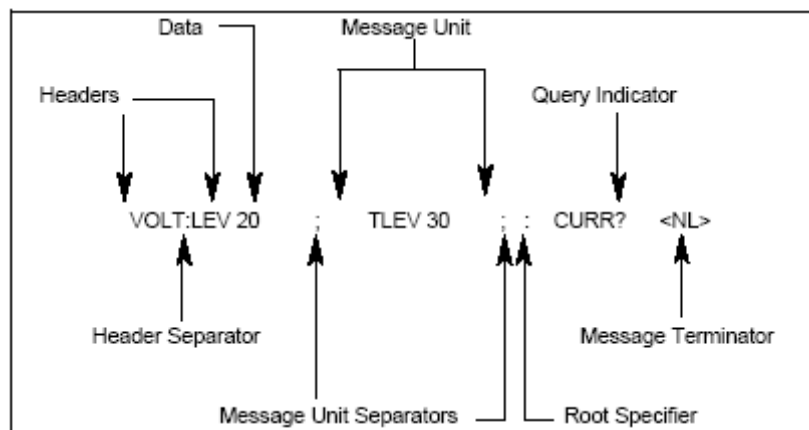 Data Message Unit
Headers Query Indicator
VOLT:LEV 20 ; TLEV 30 ; : CURR? <NL>
Header Separator Message Terminator
Message Unit Separators Root Specifier